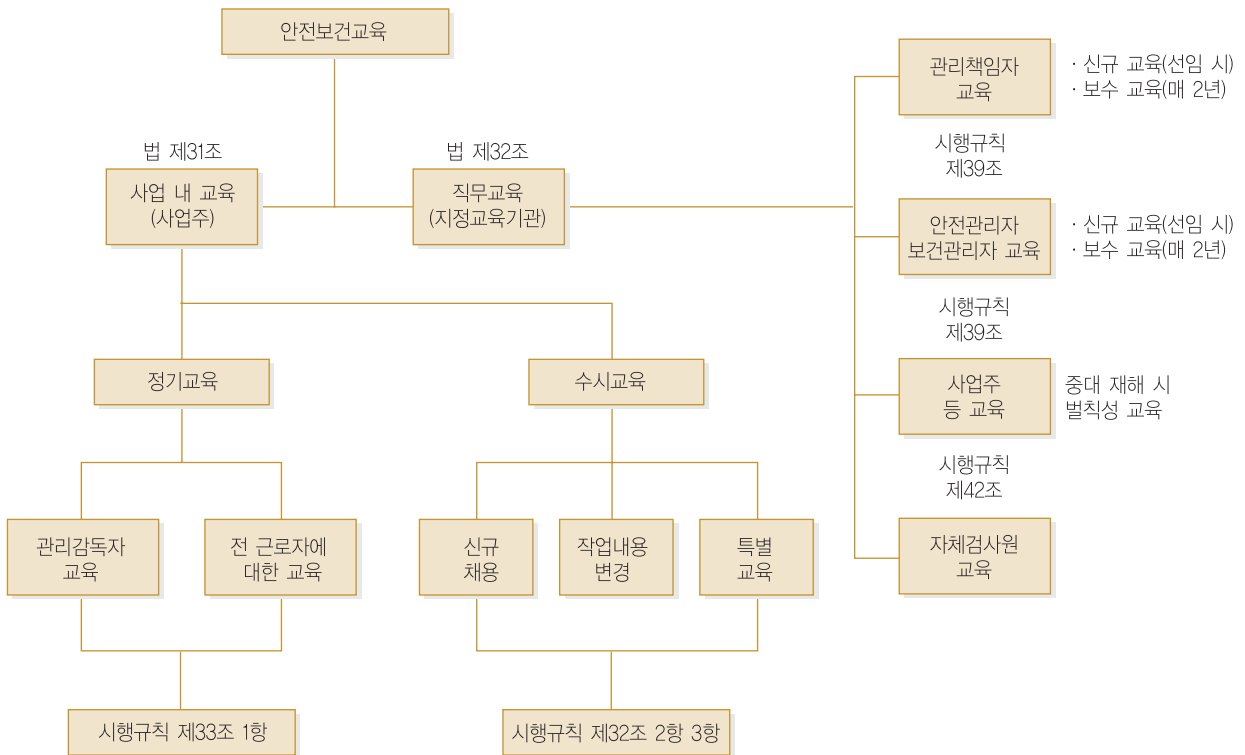 안전보건교육
법 제31조
사업 내 교육
(사업주)
법 제32조
직무교육
(지정교육기관)
정기교육
수시교육
관리감독자
교육
전 근로자에
대한 교육
신규
채용
작업내용
변경
특별
교육
시행규칙 제33조 1항
시행규칙 제32조 2항 3항
관리책임자
교육
· 신규 교육(선임 시)
· 보수 교육(매 2년)
시행규칙
제39조
안전관리자
보건관리자 교육
· 신규 교육(선임 시)
· 보수 교육(매 2년)
시행규칙
제39조
사업주
등 교육
중대 재해 시
벌칙성 교육
시행규칙
제42조
자체검사원
교육